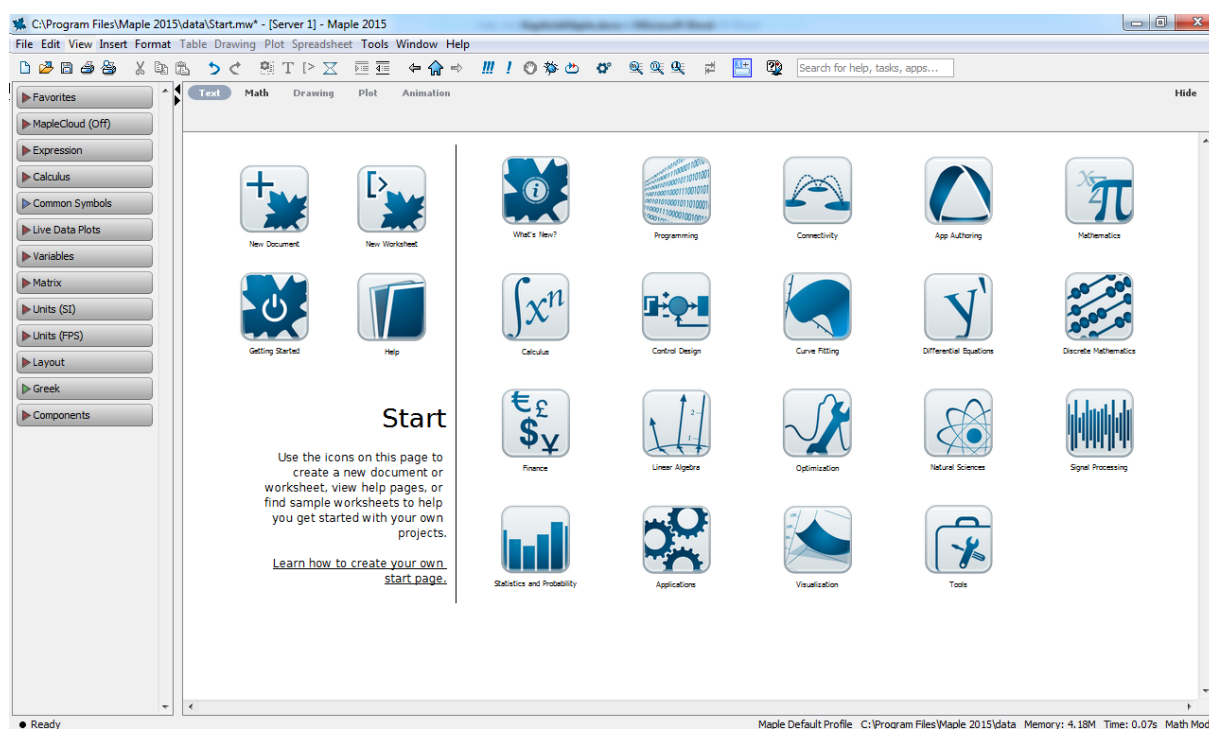 C:\Program Files\Maple 2015\data\Start.mw* - [Server 1] - Maple 2015
File Edit View Insert Format Table Drawing Plot Spreadsheet Tools Window Help
Search for help, tasks, apps...
Text Math Drawing Plot Animation Hide
Favorites
MapleCloud (Off)
Expression
Calculus
Common Symbols
Live Data Plots
Variables
Matrix
Units (SI)
Units (FPS)
Layout
Greek
Components
New Document New Worksheet
Getting Started Help
Start
Use the icons on this page to
create a new document or
worksheet, view help pages, or
find sample worksheets to help
you get started with your own
projects.
Learn how to create your own
start page.
What's New? Programming Connectivity App Authoring Mathematics
Calculus Control Design Curve Fitting Differential Equations Discrete Mathematics
Finance Linear Algebra Optimization Natural Sciences Signal Processing
Statistics and Probability Applications Visualization Tools
Ready
Maple Default Profile C:\Program Files\Maple 2015\data Memory: 4.18M Time: 0.07s Math Mod